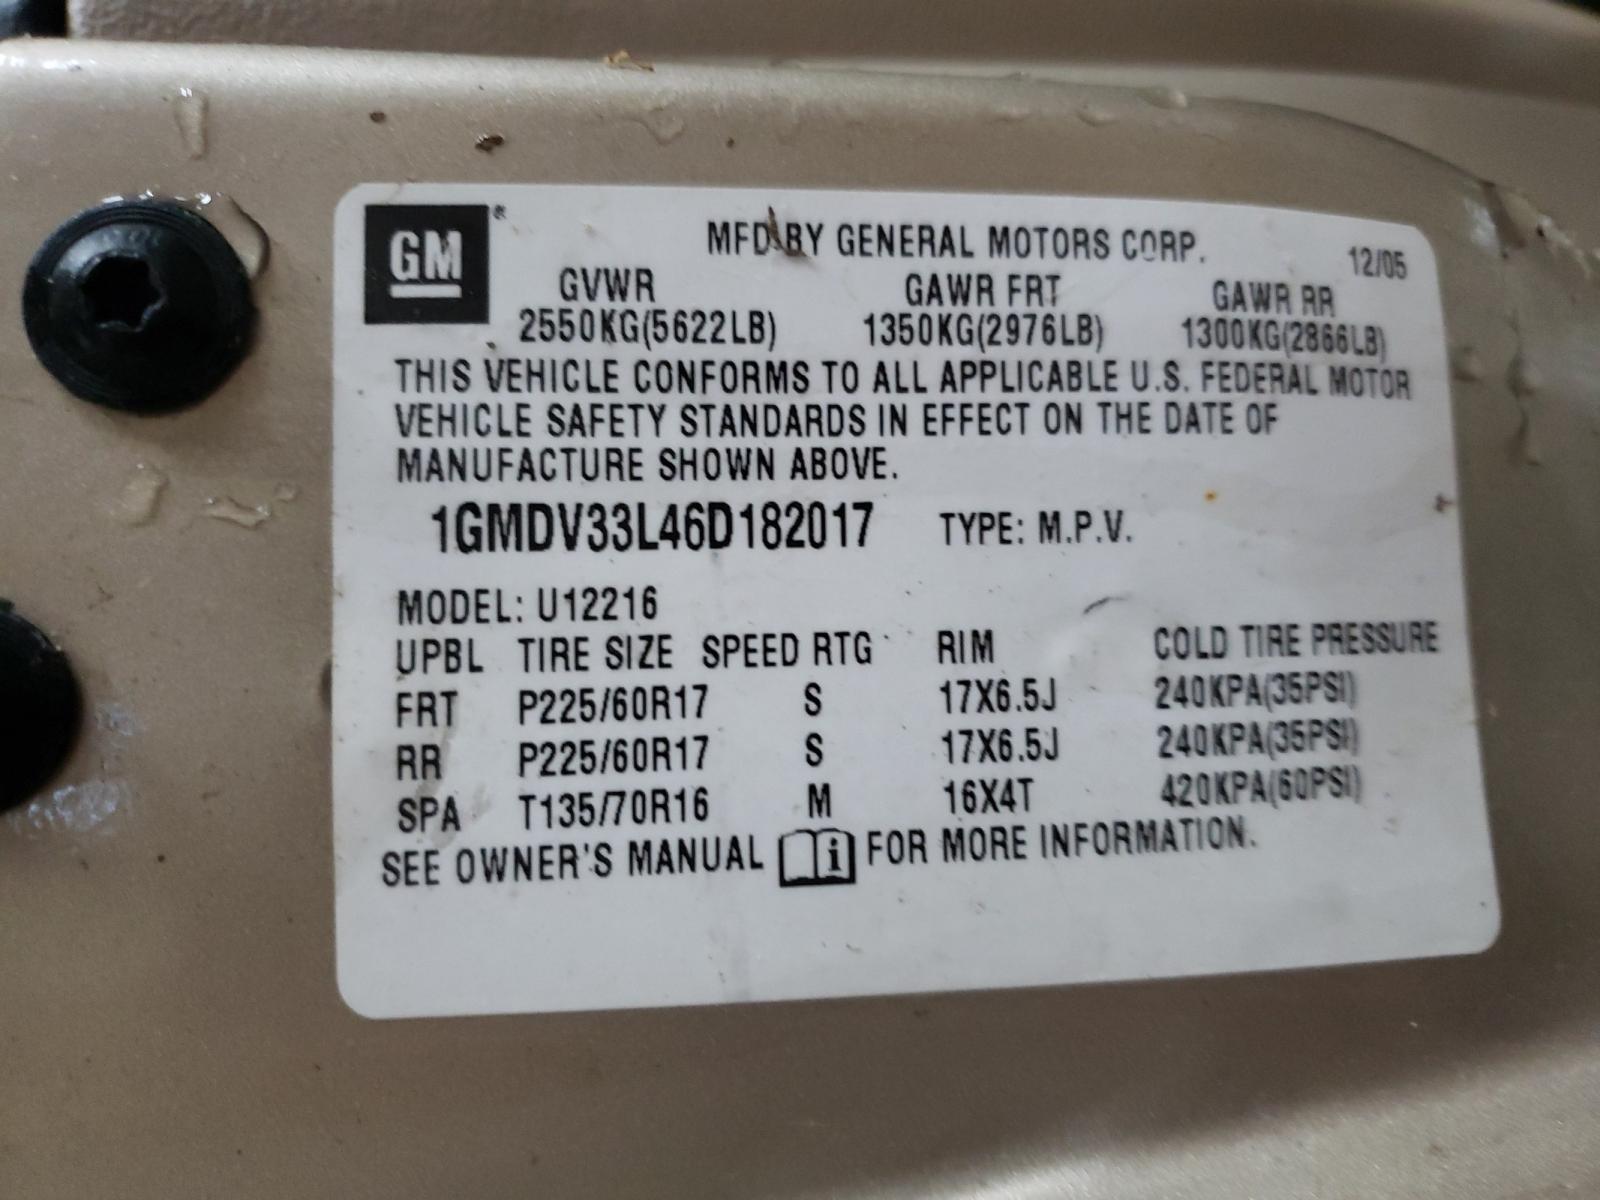 GM®
MFD BY GENERAL MOTORS CORP. 12/05
GVWR GAWR FRT GAWR RR
2550KG(5622LB) 1350KG(2976LB) 1300KG(2866LB)
THIS VEHICLE CONFORMS TO ALL APPLICABLE U.S. FEDERAL MOTOR
VEHICLE SAFETY STANDARDS IN EFFECT ON THE DATE OF
MANUFACTURE SHOWN ABOVE.
1GMDV33L46D182017 TYPE: M.P.V.
MODEL: U12216
UPBL TIRE SIZE SPEED RTG RIM COLD TIRE PRESSURE
FRT P225/60R17 S 17X6.5J 240KPA(35PSI)
RR P225/60R17 S 17X6.5J 240KPA(35PSI)
SPA T135/70R16 M 16X4T 420KPA(60PSI)
SEE OWNER'S MANUAL i FOR MORE INFORMATION.